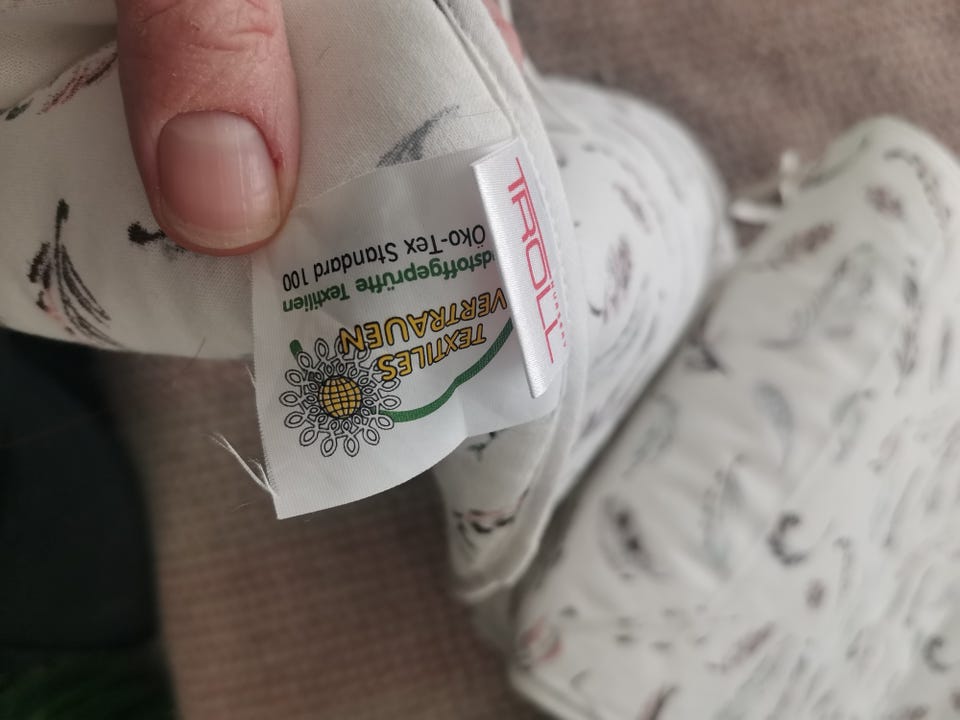 TEXTILES
VERTRAUEN
dstoffgeprüfte Textilien
Öko-Tex Standard 100
TROLL